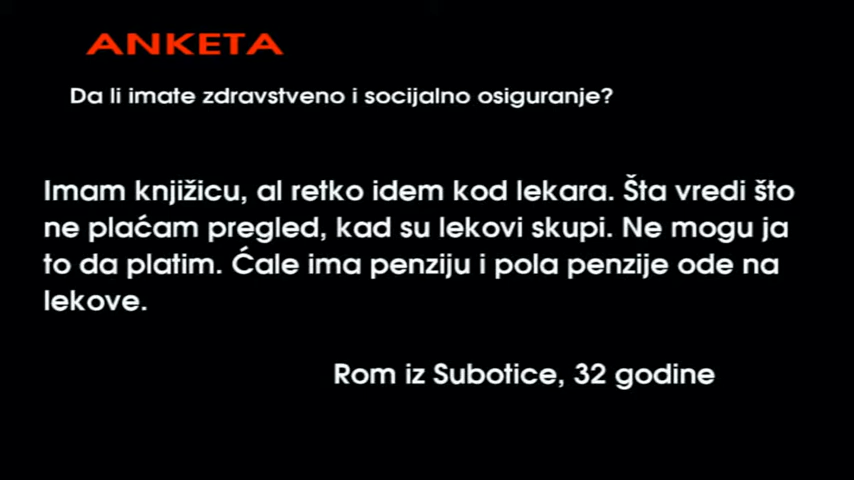 ANKETA
Da li imate zdravstveno i socijalno osiguranje?
Imam knjižicu, al retko idem kod lekara. Šta vredi što
ne plaćam pregled, kad su lekovi skupi. Ne mogu ja
to da platim. Ćale ima penziju i pola penzije ode na
lekove.
Rom iz Subotice, 32 godine